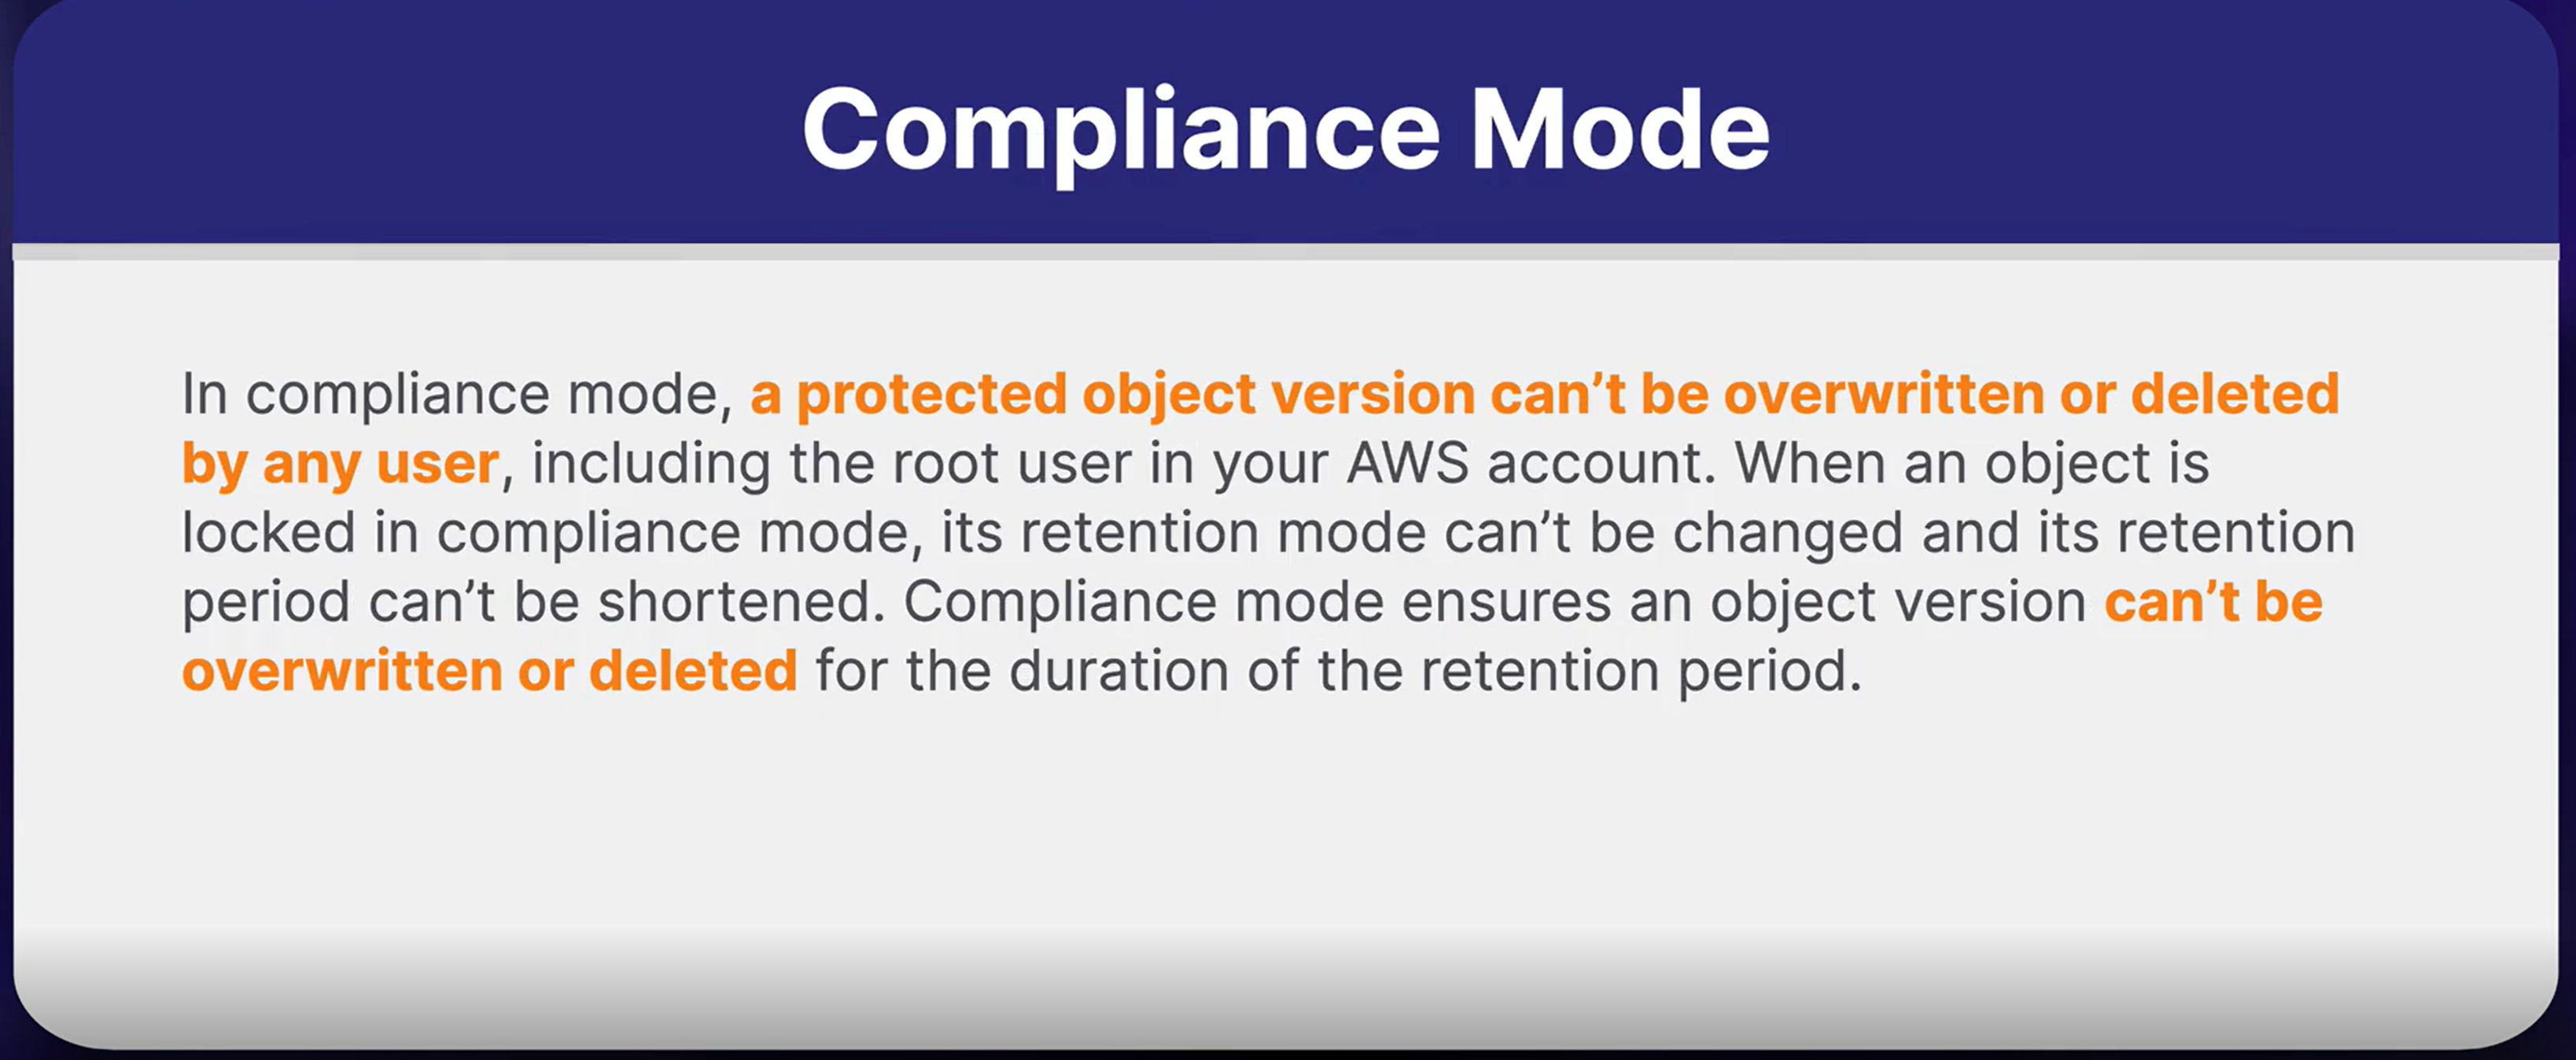 Compliance Mode
In compliance mode, a protected object version can’t be overwritten or deleted
by any user, including the root user in your AWS account. When an object is
locked in compliance mode, its retention mode can’t be changed and its retention
period can’t be shortened. Compliance mode ensures an object version can’t be
overwritten or deleted for the duration of the retention period.